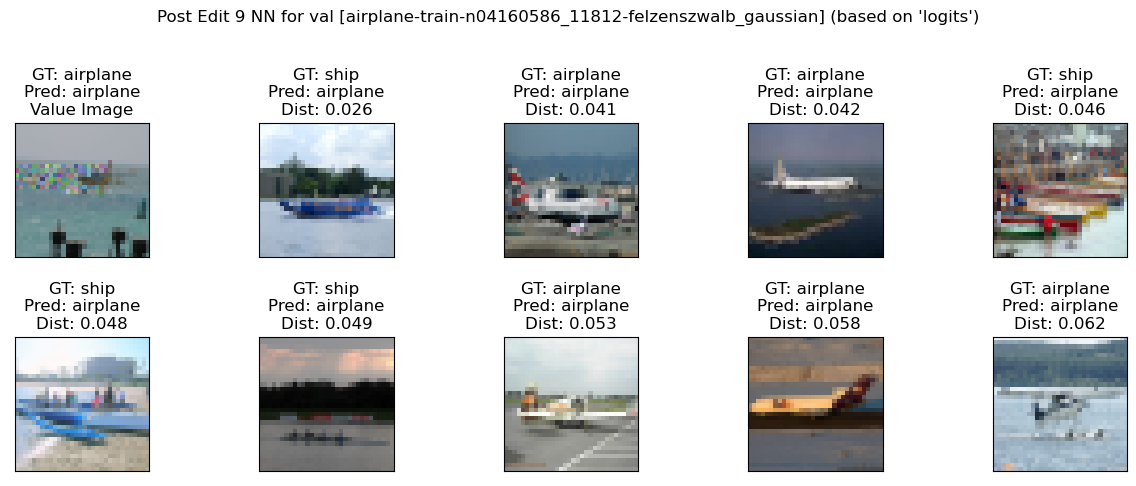 Post Edit 9 NN for val [airplane-train-n04160586_11812-felzenszwalb_gaussian] (based on 'logits')
GT: airplane
Pred: airplane
Value Image
GT: ship
Pred: airplane
Dist: 0.026
GT: airplane
Pred: airplane
Dist: 0.041
GT: airplane
Pred: airplane
Dist: 0.042
GT: ship
Pred: airplane
Dist: 0.046
GT: ship
Pred: airplane
Dist: 0.048
GT: ship
Pred: airplane
Dist: 0.049
GT: airplane
Pred: airplane
Dist: 0.053
GT: airplane
Pred: airplane
Dist: 0.058
GT: airplane
Pred: airplane
Dist: 0.062